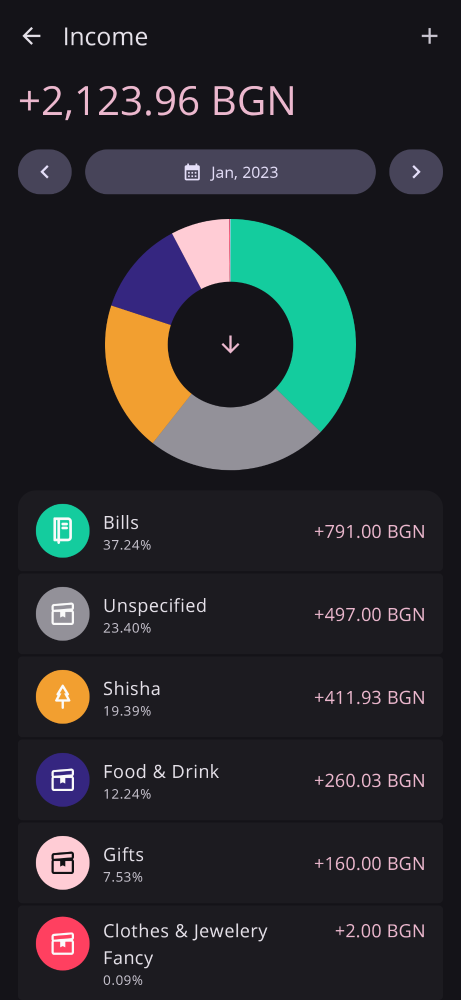 Income
+2,123.96 BGN
Jan, 2023
Bills
37.24%
+791.00 BGN
Unspecified
23.40%
+497.00 BGN
Shisha
19.39%
+411.93 BGN
Food & Drink
12.24%
+260.03 BGN
Gifts
7.53%
+160.00 BGN
Clothes & Jewelery
Fancy
0.09%
+2.00 BGN